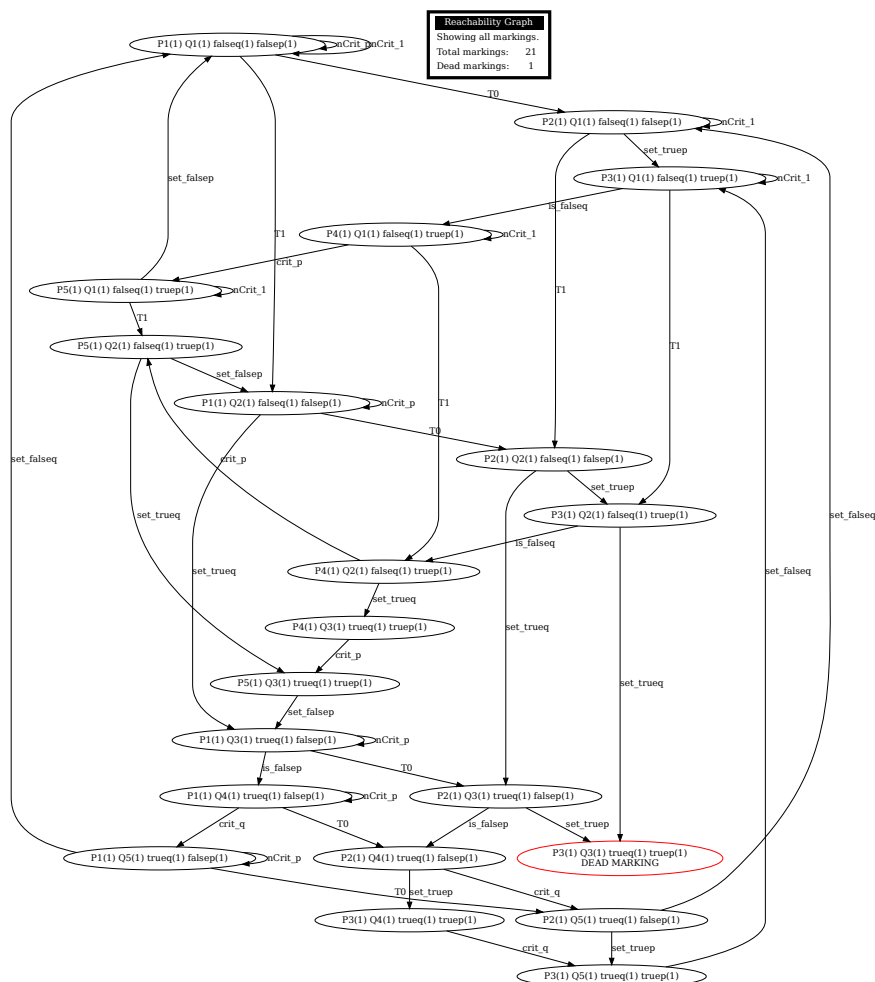 Reachability Graph
Showing all markings.
Total markings: 21
Dead markings: 1
P1(1) Q1(1) falseq(1) falsep(1)
nCrit_p
nCrit_1
T0
P2(1) Q1(1) falseq(1) falsep(1)
nCrit_1
set_truep
set_falsep
P3(1) Q1(1) falseq(1) truep(1)
nCrit_1
is_falseq
T1
P4(1) Q1(1) falseq(1) truep(1)
nCrit_1
crit_p
P5(1) Q1(1) falseq(1) truep(1)
nCrit_1
T1
T1
P5(1) Q2(1) falseq(1) truep(1)
T1
set_falsep
P1(1) Q2(1) falseq(1) falsep(1)
nCrit_p
T1
T0
set_falseq
crit_p
P2(1) Q2(1) falseq(1) falsep(1)
set_truep
P3(1) Q2(1) falseq(1) truep(1)
set_trueq
set_falseq
is_falseq
P4(1) Q2(1) falseq(1) truep(1)
set_falseq
set_trueq
set_trueq
P4(1) Q3(1) trueq(1) truep(1)
set_trueq
crit_p
P5(1) Q3(1) trueq(1) truep(1)
set_trueq
set_falsep
P1(1) Q3(1) trueq(1) falsep(1)
nCrit_p
is_falsep
T0
P1(1) Q4(1) trueq(1) falsep(1)
nCrit_p
P2(1) Q3(1) trueq(1) falsep(1)
crit_q
T0
is_falsep
set_truep
P1(1) Q5(1) trueq(1) falsep(1)
nCrit_p
P2(1) Q4(1) trueq(1) falsep(1)
P3(1) Q3(1) trueq(1) truep(1)
DEAD MARKING
T0
set_truep
crit_q
P3(1) Q4(1) trueq(1) truep(1)
P2(1) Q5(1) trueq(1) falsep(1)
crit_q
set_truep
P3(1) Q5(1) trueq(1) truep(1)